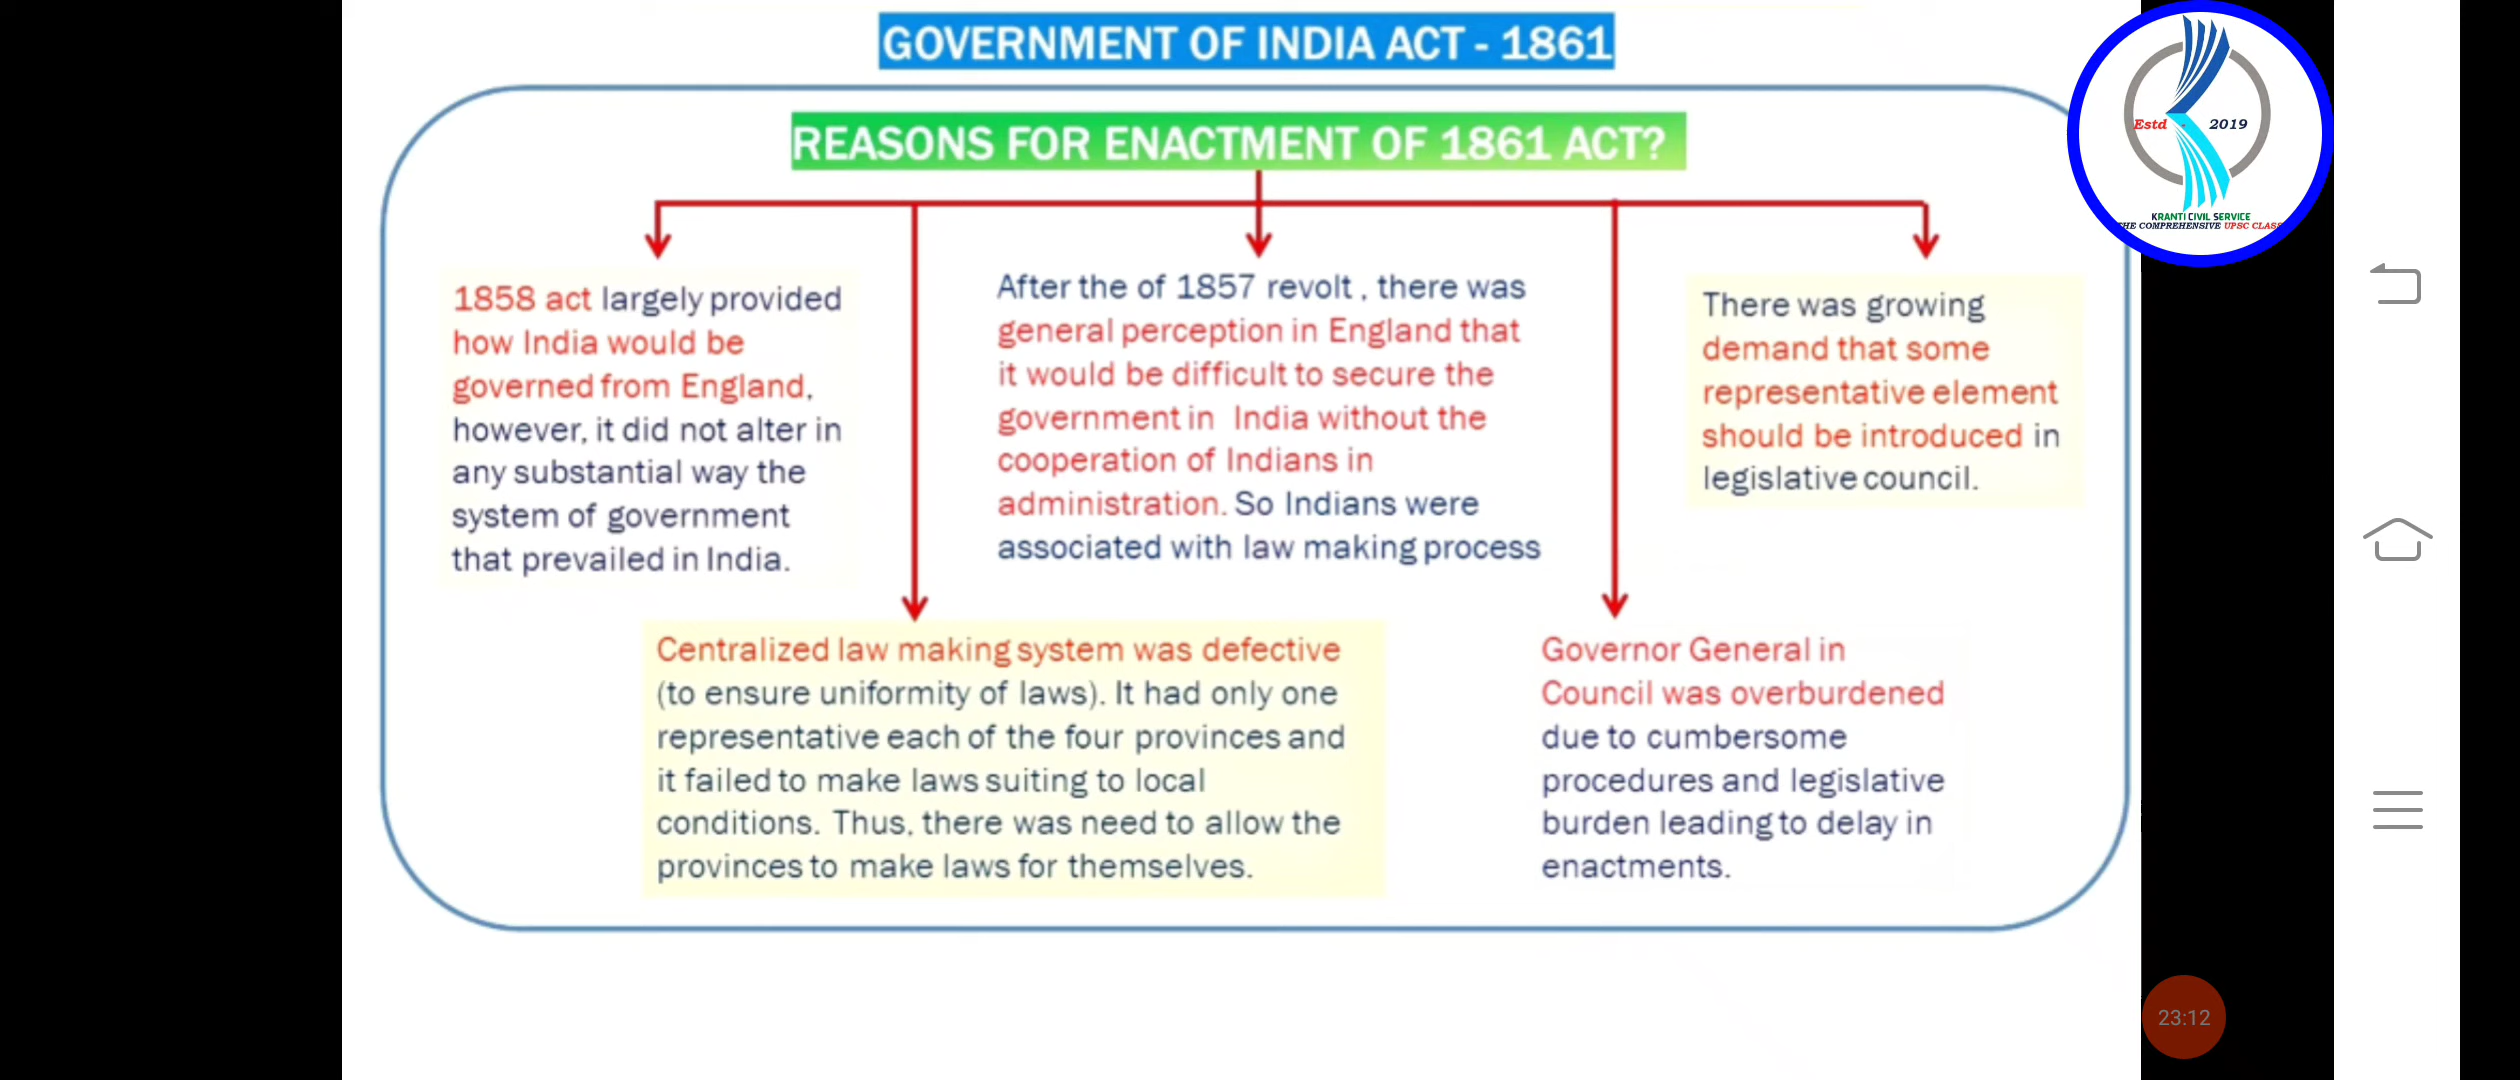 GOVERNMENT OF INDIA ACT - 1861
REASONS FOR ENACTMENT OF 1861 ACT?
1858 act largely provided
how India would be
governed from England,
however, it did not alter in
any substantial way the
system of government
that prevailed in India.
After the of 1857 revolt , there was
general perception in England that
it would be difficult to secure the
government in India without the
cooperation of Indians in
administration. So Indians were
associated with law making process
There was growing
demand that some
representative element
should be introduced in
legislative council.
Centralized law making system was defective
(to ensure uniformity of laws). It had only one
representative each of the four provinces and
it failed to make laws suiting to local
conditions. Thus, there was need to allow the
provinces to make laws for themselves.
Governor General in
Council was overburdened
due to cumbersome
procedures and legislative
burden leading to delay in
enactments.
Estd - 2019
KRANTI CIVIL SERVICE
THE COMPREHENSIVE UPSC CLASS
23:12